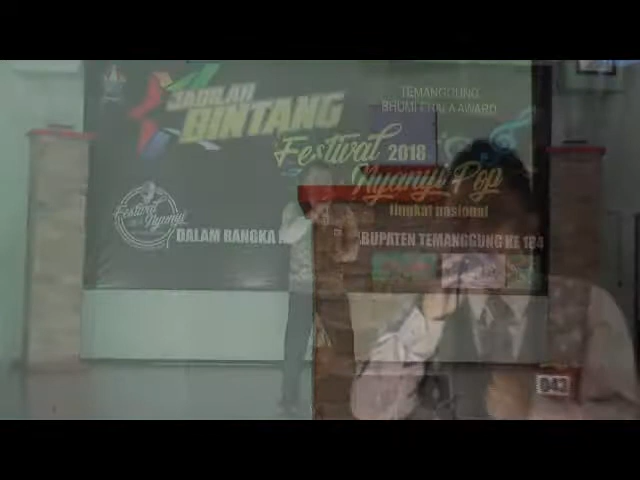 JADILAH
BINTANG
TEMANGGUNG
BHUMI PHALA AWARD
Festival 2018
Nyanyi Pop
tingkat nasional
Festival
Nyanyi
DALAM RANGKA
ABUPATEN TEMANGGUNG KE 184
043